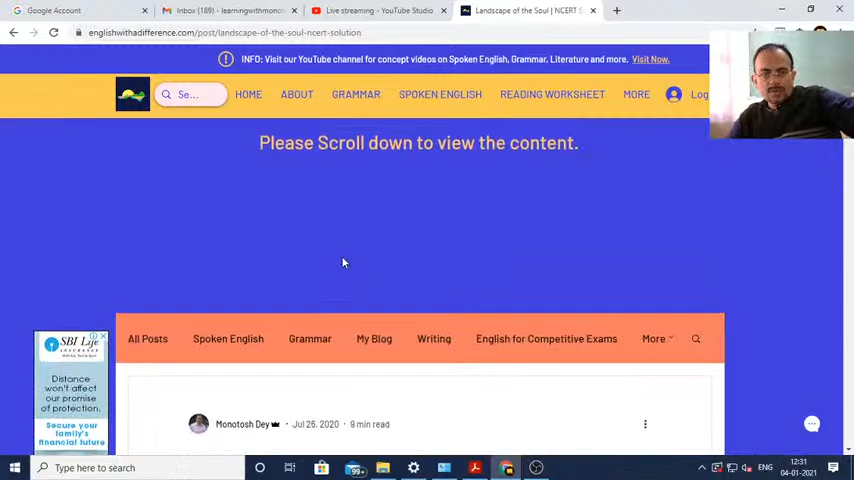 Google Account
Inbox (189) - learningwithmono
Live streaming - YouTube Studio
Landscape of the Soul | NCERT S
englishwithadifference.com/post/landscape-of-the-soul-ncert-solution
INFO: Visit our YouTube channel for concept videos on Spoken English, Grammar, Literature and more. Visit Now.
Se...
HOME
ABOUT
GRAMMAR
SPOKEN ENGLISH
READING WORKSHEET
MORE
Log
Please Scroll down to view the content.
All Posts
Spoken English
Grammar
My Blog
Writing
English for Competitive Exams
More
SBI Life
INSURANCE
Distance
won't affect
our promise
of protection.
Secure your
family's
financial future
Monotosh Dey
Jul 26, 2020
9 min read
Type here to search
99+
ENG
12:31
04-01-2021